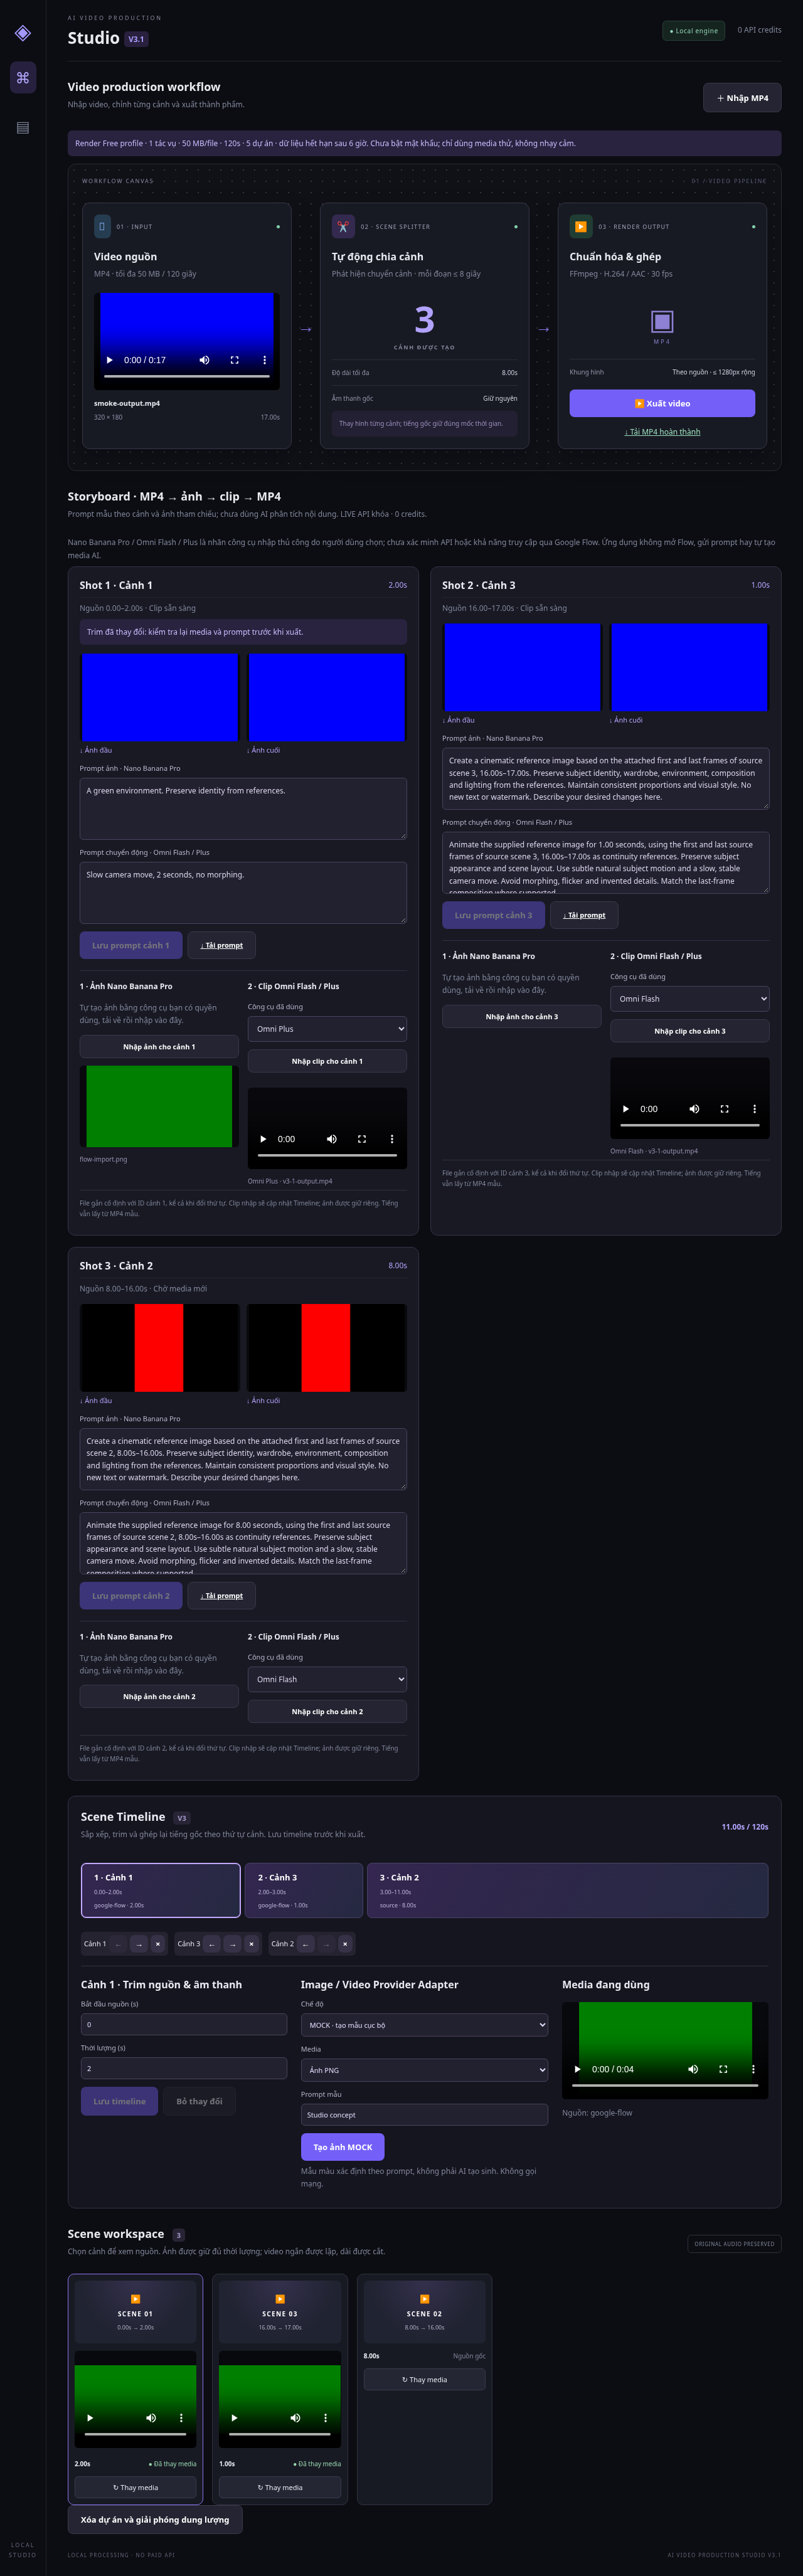 AI VIDEO PRODUCTION
Studio V3.1
● Local engine
0 API credits
Video production workflow
Nhập video, chỉnh từng cảnh và xuất thành phẩm.
＋ Nhập MP4
Render Free profile · 1 tác vụ · 50 MB/file · 120s · 5 dự án · dữ liệu hết hạn sau 6 giờ. Chưa bật mật khẩu; chỉ dùng media thử, không nhạy cảm.
WORKFLOW CANVAS
01 / VIDEO PIPELINE
01 · INPUT
Video nguồn
MP4 · tối đa 50 MB / 120 giây
0:00 / 0:17
smoke-output.mp4
320 × 180
17.00s
→
02 · SCENE SPLITTER
Tự động chia cảnh
Phát hiện chuyển cảnh · mỗi đoạn ≤ 8 giây
3
CẢNH ĐƯỢC TẠO
Độ dài tối đa
8.00s
Âm thanh gốc
Giữ nguyên
Thay hình từng cảnh; tiếng gốc giữ đúng mốc thời gian.
→
03 · RENDER OUTPUT
Chuẩn hóa & ghép
FFmpeg · H.264 / AAC · 30 fps
MP4
Khung hình
Theo nguồn · ≤ 1280px rộng
▶️ Xuất video
↓ Tải MP4 hoàn thành
Storyboard · MP4 → ảnh → clip → MP4
Prompt mẫu theo cảnh và ảnh tham chiếu; chưa dùng AI phân tích nội dung. LIVE API khóa · 0 credits.
Nano Banana Pro / Omni Flash / Plus là nhãn công cụ nhập thủ công do người dùng chọn; chưa xác minh API hoặc khả năng truy cập qua Google Flow. Ứng dụng không mở Flow, gửi prompt hay tự tạo
media AI.
Shot 1 · Cảnh 1
2.00s
Nguồn 0.00–2.00s · Clip sẵn sàng
Trim đã thay đổi: kiểm tra lại media và prompt trước khi xuất.
↓ Ảnh đầu
↓ Ảnh cuối
Prompt ảnh · Nano Banana Pro
A green environment. Preserve identity from references.
Prompt chuyển động · Omni Flash / Plus
Slow camera move, 2 seconds, no morphing.
Lưu prompt cảnh 1
↓ Tải prompt
1 · Ảnh Nano Banana Pro
Tự tạo ảnh bằng công cụ bạn có quyền
dùng, tải về rồi nhập vào đây.
Nhập ảnh cho cảnh 1
flow-import.png
2 · Clip Omni Flash / Plus
Công cụ đã dùng
Omni Plus
Nhập clip cho cảnh 1
0:00
Omni Plus · v3-1-output.mp4
File gắn cố định với ID cảnh 1, kể cả khi đổi thứ tự. Clip nhập sẽ cập nhật Timeline; ảnh được giữ riêng. Tiếng
vẫn lấy từ MP4 mẫu.
Shot 2 · Cảnh 3
1.00s
Nguồn 16.00–17.00s · Clip sẵn sàng
↓ Ảnh đầu
↓ Ảnh cuối
Prompt ảnh · Nano Banana Pro
Create a cinematic reference image based on the attached first and last frames of source
scene 3, 16.00s–17.00s. Preserve subject identity, wardrobe, environment, composition
and lighting from the references. Maintain consistent proportions and visual style. No
new text or watermark. Describe your desired changes here.
Prompt chuyển động · Omni Flash / Plus
Animate the supplied reference image for 1.00 seconds, using the first and last source
frames of source scene 3, 16.00s–17.00s as continuity references. Preserve subject
appearance and scene layout. Use subtle natural subject motion and a slow, stable
camera move. Avoid morphing, flicker and invented details. Match the last-frame
composition where supported.
Lưu prompt cảnh 3
↓ Tải prompt
1 · Ảnh Nano Banana Pro
Tự tạo ảnh bằng công cụ bạn có quyền
dùng, tải về rồi nhập vào đây.
Nhập ảnh cho cảnh 3
2 · Clip Omni Flash / Plus
Công cụ đã dùng
Omni Flash
Nhập clip cho cảnh 3
0:00
Omni Flash · v3-1-output.mp4
File gắn cố định với ID cảnh 3, kể cả khi đổi thứ tự. Clip nhập sẽ cập nhật Timeline; ảnh được giữ riêng. Tiếng
vẫn lấy từ MP4 mẫu.
Shot 3 · Cảnh 2
8.00s
Nguồn 8.00–16.00s · Chờ media mới
↓ Ảnh đầu
↓ Ảnh cuối
Prompt ảnh · Nano Banana Pro
Create a cinematic reference image based on the attached first and last frames of source
scene 2, 8.00s–16.00s. Preserve subject identity, wardrobe, environment, composition
and lighting from the references. Maintain consistent proportions and visual style. No
new text or watermark. Describe your desired changes here.
Prompt chuyển động · Omni Flash / Plus
Animate the supplied reference image for 8.00 seconds, using the first and last source
frames of source scene 2, 8.00s–16.00s as continuity references. Preserve subject
appearance and scene layout. Use subtle natural subject motion and a slow, stable
camera move. Avoid morphing, flicker and invented details. Match the last-frame
composition where supported.
Lưu prompt cảnh 2
↓ Tải prompt
1 · Ảnh Nano Banana Pro
Tự tạo ảnh bằng công cụ bạn có quyền
dùng, tải về rồi nhập vào đây.
Nhập ảnh cho cảnh 2
2 · Clip Omni Flash / Plus
Công cụ đã dùng
Omni Flash
Nhập clip cho cảnh 2
File gắn cố định với ID cảnh 2, kể cả khi đổi thứ tự. Clip nhập sẽ cập nhật Timeline; ảnh được giữ riêng. Tiếng
vẫn lấy từ MP4 mẫu.
Scene Timeline V3
Sắp xếp, trim và ghép lại tiếng gốc theo thứ tự cảnh. Lưu timeline trước khi xuất.
11.00s / 120s
1 · Cảnh 1
0.00–2.00s
google-flow · 2.00s
2 · Cảnh 3
2.00–3.00s
google-flow · 1.00s
3 · Cảnh 2
3.00–11.00s
source · 8.00s
Cảnh 1 ← → ×
Cảnh 3 ← → ×
Cảnh 2 ← → ×
Cảnh 1 · Trim nguồn & âm thanh
Bắt đầu nguồn (s)
0
Thời lượng (s)
2
Lưu timeline
Bỏ thay đổi
Image / Video Provider Adapter
Chế độ
MOCK · tạo mẫu cục bộ
Media
Ảnh PNG
Prompt mẫu
Studio concept
Tạo ảnh MOCK
Mẫu màu xác định theo prompt, không phải AI tạo sinh. Không gọi
mạng.
Media đang dùng
0:00 / 0:04
Nguồn: google-flow
Scene workspace 3
Chọn cảnh để xem nguồn. Ảnh được giữ đủ thời lượng; video ngắn được lặp, dài được cắt.
ORIGINAL AUDIO PRESERVED
SCENE 01
0.00s → 2.00s
2.00s
● Đã thay media
↻ Thay media
SCENE 03
16.00s → 17.00s
1.00s
● Đã thay media
↻ Thay media
SCENE 02
8.00s → 16.00s
8.00s
Nguồn gốc
↻ Thay media
Xóa dự án và giải phóng dung lượng
LOCAL
STUDIO
LOCAL PROCESSING · NO PAID API
AI VIDEO PRODUCTION STUDIO V3.1